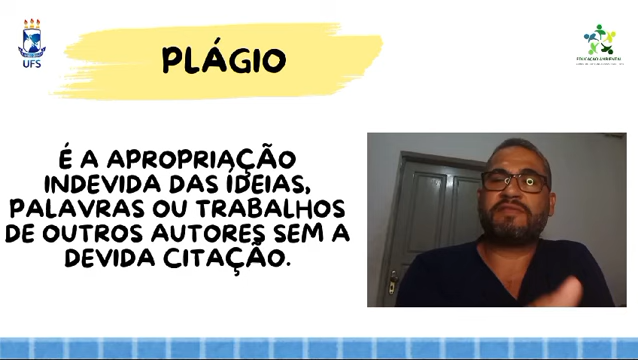 UFS
PLÁGIO
EDUCAÇÃO AMBIENTAL
É A APROPRIAÇÃO
INDEVIDA DAS IDEIAS,
PALAVRAS OU TRABALHOS
DE OUTROS AUTORES SEM A
DEVIDA CITAÇÃO.